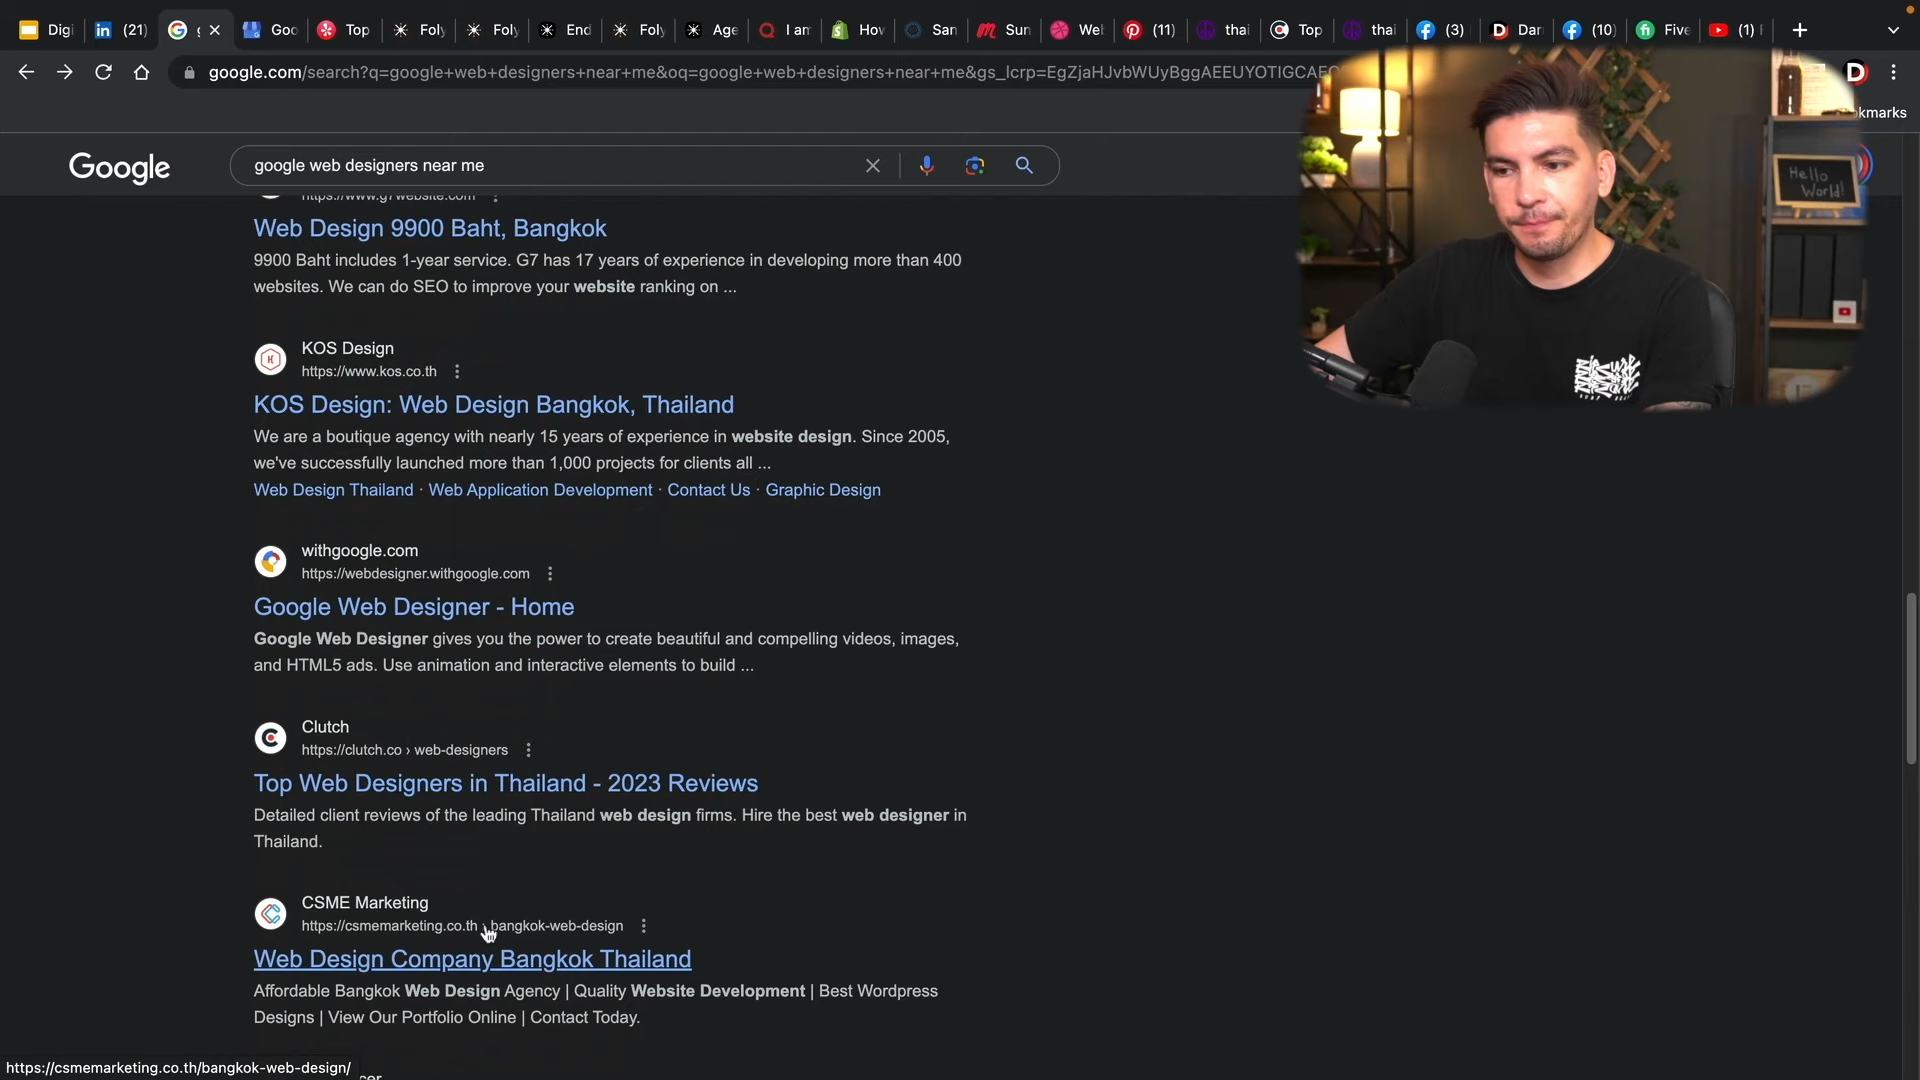 Digi
(21)
Goo
Top
Foly
Foly
End
Foly
Age
I am
How
San
Sun
Wel
(11)
thai
Top
thai
(3)
Dar
(10)
Five
(1)
google.com/search?q=google+web+designers+near+me&oq=google+web+designers+near+me&gs_lcrp=EgZjaHJvbWUyBggAEEUYOTIGCAE
kmarks
Google
google web designers near me
Hello
World!
https://www.g7website.com
Web Design 9900 Baht, Bangkok
9900 Baht includes 1-year service. G7 has 17 years of experience in developing more than 400
websites. We can do SEO to improve your website ranking on ...
KOS Design
https://www.kos.co.th
KOS Design: Web Design Bangkok, Thailand
We are a boutique agency with nearly 15 years of experience in website design. Since 2005,
we've successfully launched more than 1,000 projects for clients all ...
Web Design Thailand · Web Application Development · Contact Us · Graphic Design
withgoogle.com
https://webdesigner.withgoogle.com
Google Web Designer - Home
Google Web Designer gives you the power to create beautiful and compelling videos, images,
and HTML5 ads. Use animation and interactive elements to build ...
Clutch
https://clutch.co › web-designers
Top Web Designers in Thailand - 2023 Reviews
Detailed client reviews of the leading Thailand web design firms. Hire the best web designer in
Thailand.
CSME Marketing
https://csmemarketing.co.th › bangkok-web-design
Web Design Company Bangkok Thailand
Affordable Bangkok Web Design Agency | Quality Website Development | Best Wordpress
Designs | View Our Portfolio Online | Contact Today.
https://csmemarketing.co.th/bangkok-web-design/